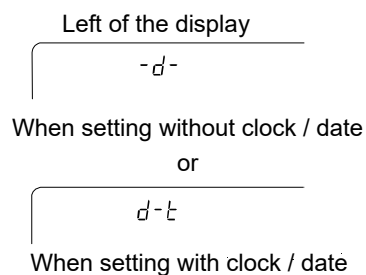 Left of the display
-d-
When setting without clock / date
or
d-t
When setting with clock / date